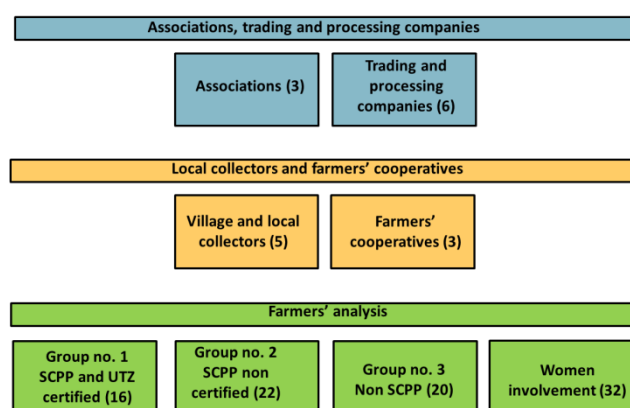 Associations, trading and processing companies
Associations (3)
Trading and
processing
companies (6)
Local collectors and farmers' cooperatives
Village and local
collectors (5)
Farmers'
cooperatives (3)
Farmers' analysis
Group no. 1
SCPP and UTZ
certified (16)
Group no. 2
SCPP non
certified (22)
Group no. 3
Non SCPP (20)
Women
involvement (32)